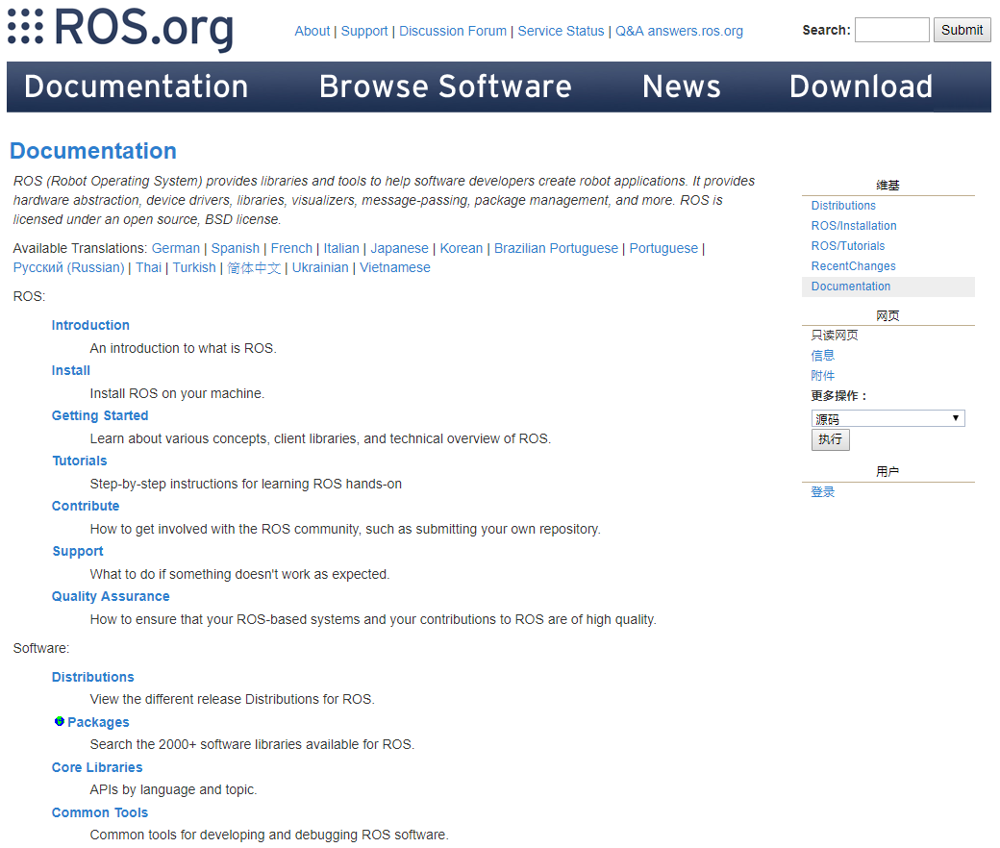 ROS.org
About | Support | Discussion Forum | Service Status | Q&A answers.ros.org
Search:
Submit
Documentation
Browse Software
News
Download
Documentation
ROS (Robot Operating System) provides libraries and tools to help software developers create robot applications. It provides
hardware abstraction, device drivers, libraries, visualizers, message-passing, package management, and more. ROS is
licensed under an open source, BSD license.
Available Translations: German | Spanish | French | Italian | Japanese | Korean | Brazilian Portuguese | Portuguese |
Русский (Russian) | Thai | Turkish | 简体中文 | Ukrainian | Vietnamese
ROS:
Introduction
An introduction to what is ROS.
Install
Install ROS on your machine.
Getting Started
Learn about various concepts, client libraries, and technical overview of ROS.
Tutorials
Step-by-step instructions for learning ROS hands-on
Contribute
How to get involved with the ROS community, such as submitting your own repository.
Support
What to do if something doesn't work as expected.
Quality Assurance
How to ensure that your ROS-based systems and your contributions to ROS are of high quality.
Software:
Distributions
View the different release Distributions for ROS.
Packages
Search the 2000+ software libraries available for ROS.
Core Libraries
APIs by language and topic.
Common Tools
Common tools for developing and debugging ROS software.
维基
Distributions
ROS/Installation
ROS/Tutorials
RecentChanges
Documentation
网页
只读网页
信息
附件
更多操作：
源码
执行
用户
登录